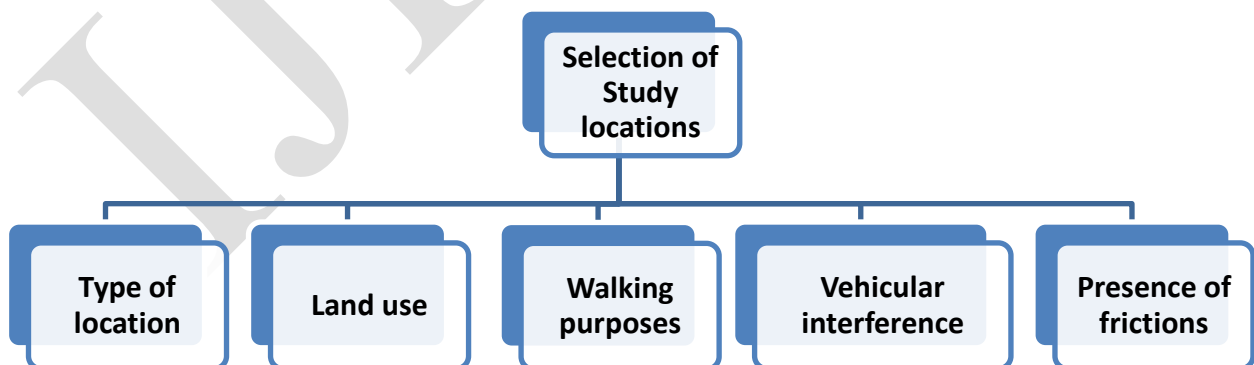 Selection of
Study
locations
Type of
location
Land use
Walking
purposes
Vehicular
interference
Presence of
frictions